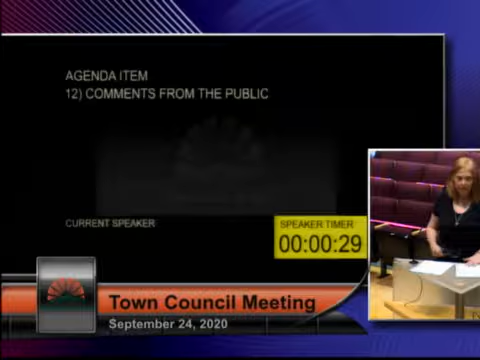 AGENDA ITEM
12) COMMENTS FROM THE PUBLIC
CURRENT SPEAKER
SPEAKER TIMER
00:00:29
Town Council Meeting
September 24, 2020